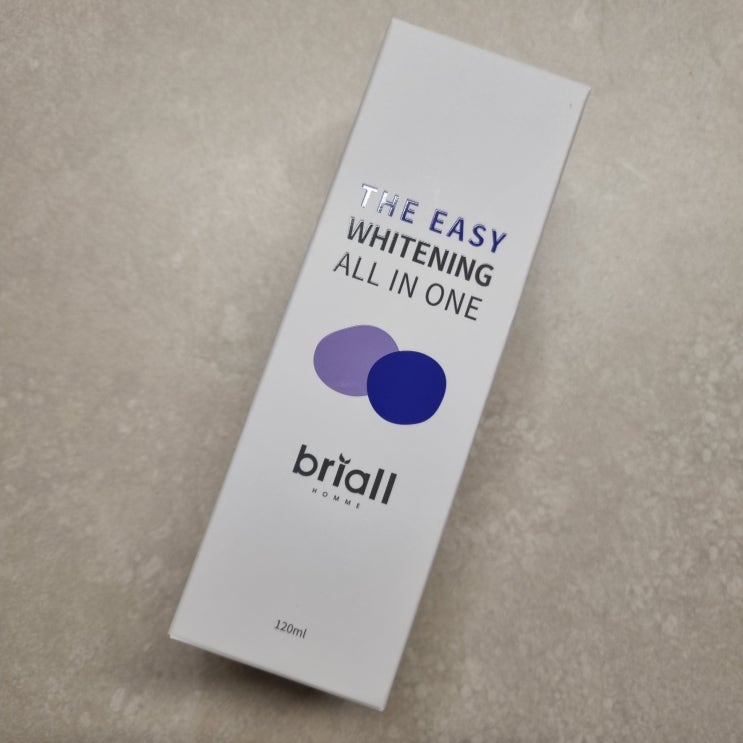 THE EASY
WHITENING
ALL IN ONE
briall
HOMME
120ml